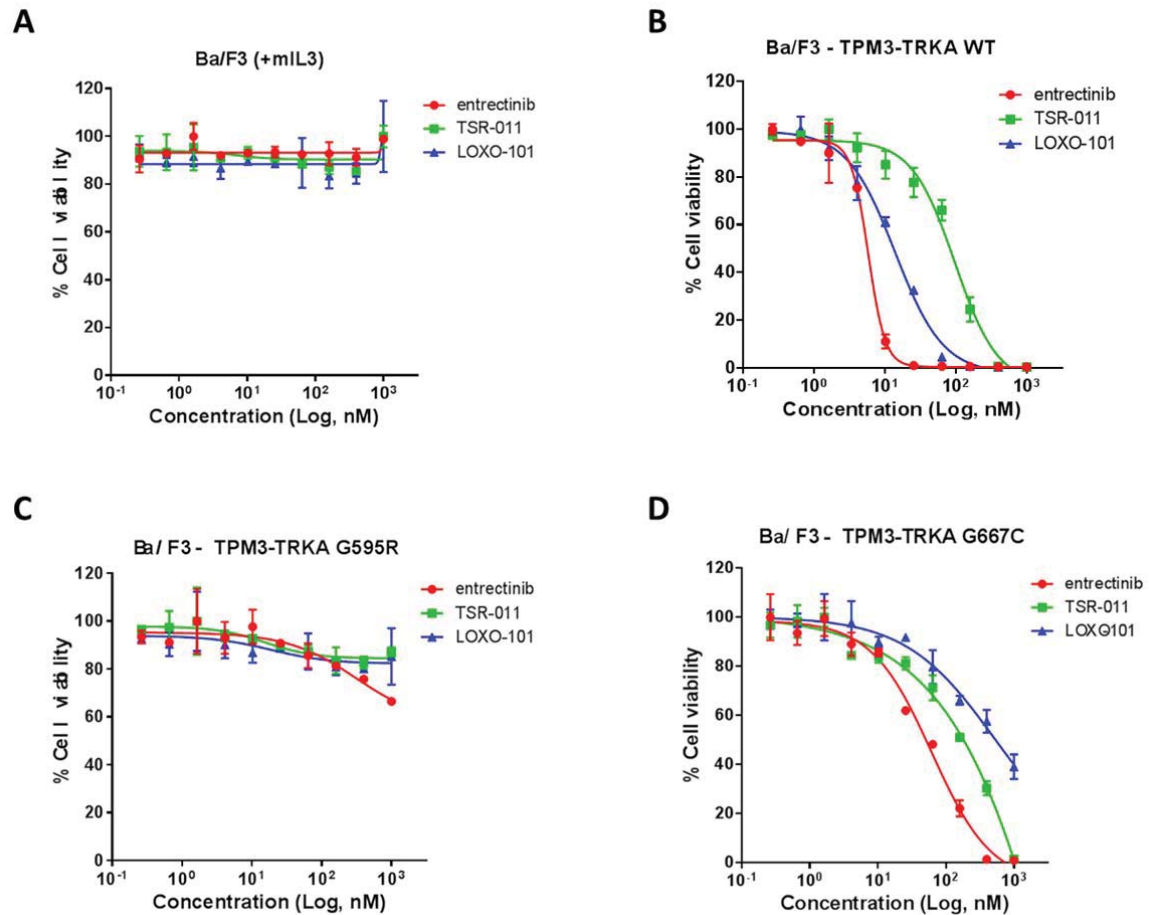 A
Ba/F3 (+mIL3)
120
100
80
60
40
20
0
% Cell viability
10-1
100
101
102
103
Concentration (Log, nM)
entrectinib
TSR-011
LOXO-101
B
Ba/F3 - TPM3-TRKA WT
120
100
80
60
40
20
0
% Cell viability
10-1
100
101
102
103
Concentration (Log, nM)
entrectinib
TSR-011
LOXO-101
C
Ba/ F3 - TPM3-TRKA G595R
120
100
80
60
40
20
0
% Cell viability
10-1
100
101
102
103
Concentration (Log, nM)
entrectinib
TSR-011
LOXO-101
D
Ba/ F3 - TPM3-TRKA G667C
120
100
80
60
40
20
0
% Cell viability
10-1
100
101
102
103
Concentration (Log, nM)
entrectinib
TSR-011
LOXO101